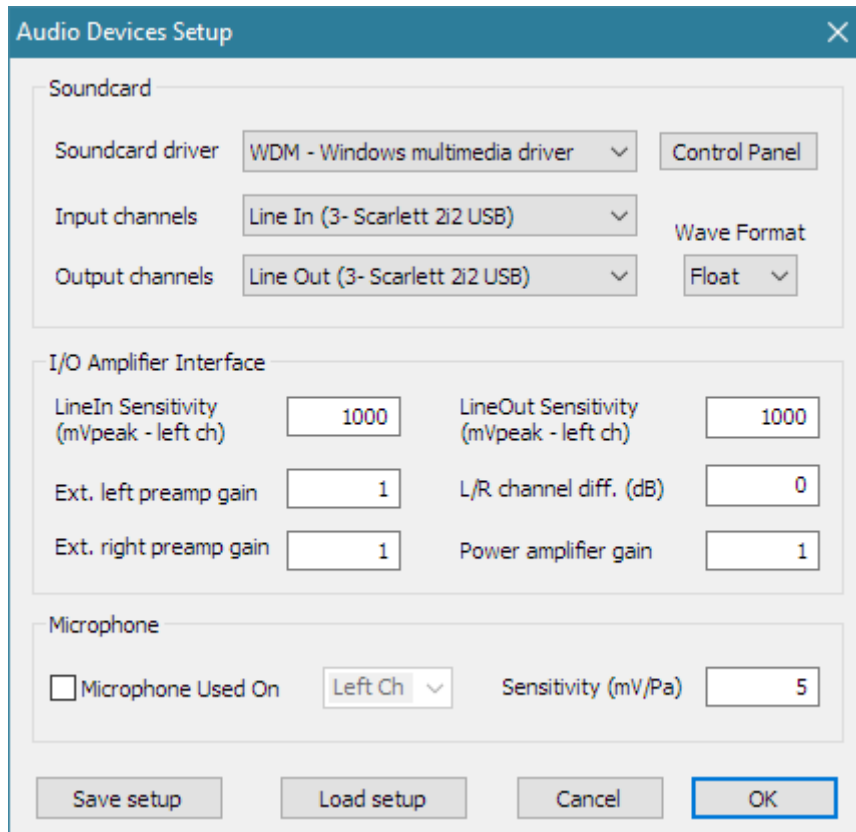 Audio Devices Setup
Soundcard
Soundcard driver WDM - Windows multimedia driver Control Panel
Input channels Line In (3- Scarlett 2i2 USB)
Wave Format
Output channels Line Out (3- Scarlett 2i2 USB) Float
I/O Amplifier Interface
LineIn Sensitivity
(mVpeak - left ch) 1000
LineOut Sensitivity
(mVpeak - left ch) 1000
Ext. left preamp gain 1
L/R channel diff. (dB) 0
Ext. right preamp gain 1
Power amplifier gain 1
Microphone
Microphone Used On Left Ch Sensitivity (mV/Pa) 5
Save setup Load setup Cancel OK